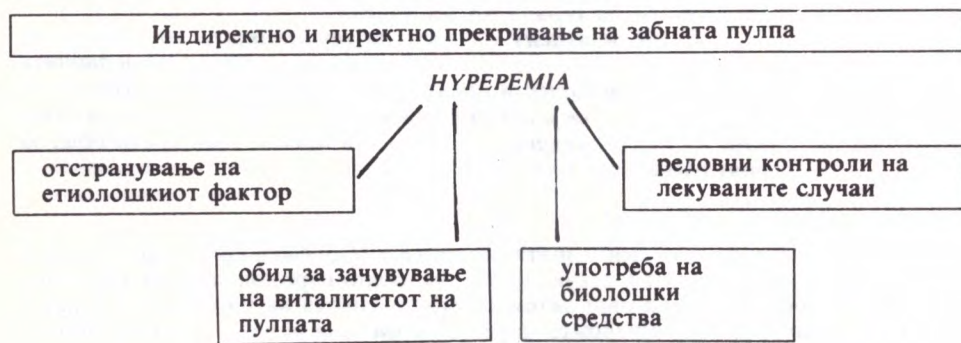 Индиректно и директно прекривање на забната пулпа
HYPEPEMIA
отстранување на
етиолошкиот фактор
редовни контроли на
лекуваните случаи
обид за зачувување
на виталитетот на
пулпата
употреба на
биолошки
средства